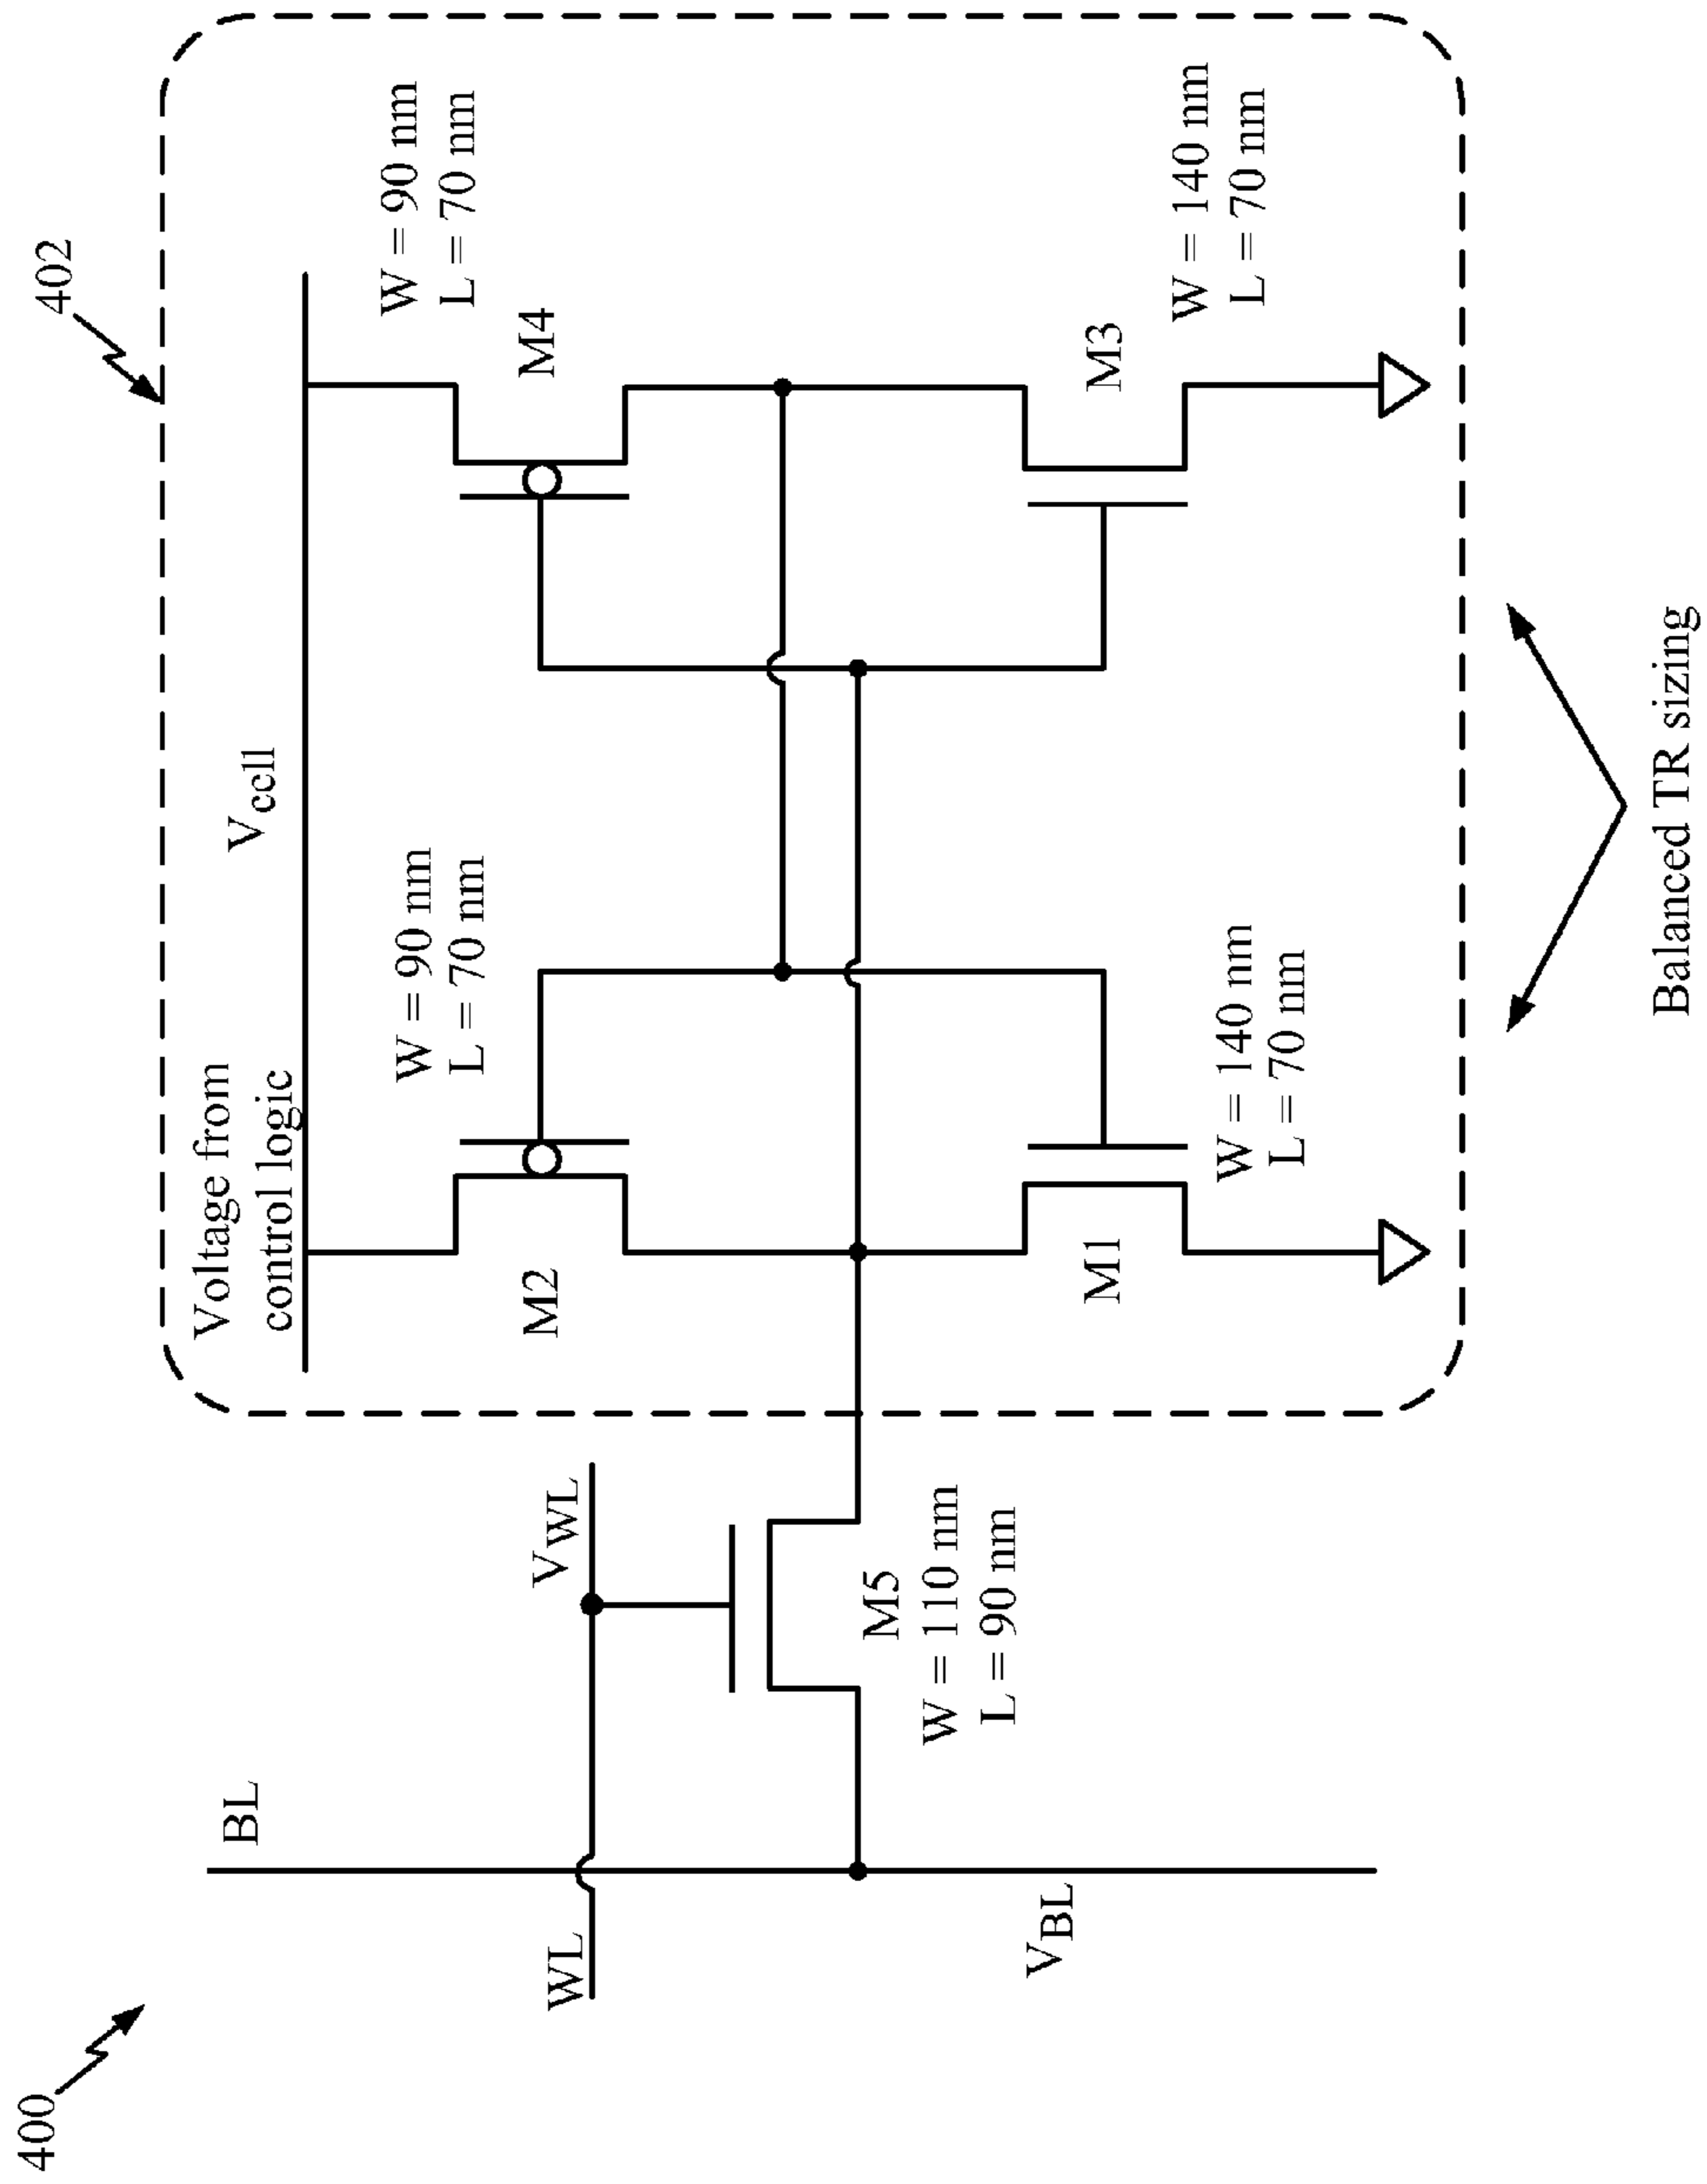 400
402
BL
WL
VWL
VBL
M5
W = 110 nm
L = 90 nm
Voltage from
control logic
Vccll
M2
W = 90 nm
L = 70 nm
M4
W = 90 nm
L = 70 nm
M1
W = 140 nm
L = 70 nm
M3
W = 140 nm
L = 70 nm
Balanced TR sizing